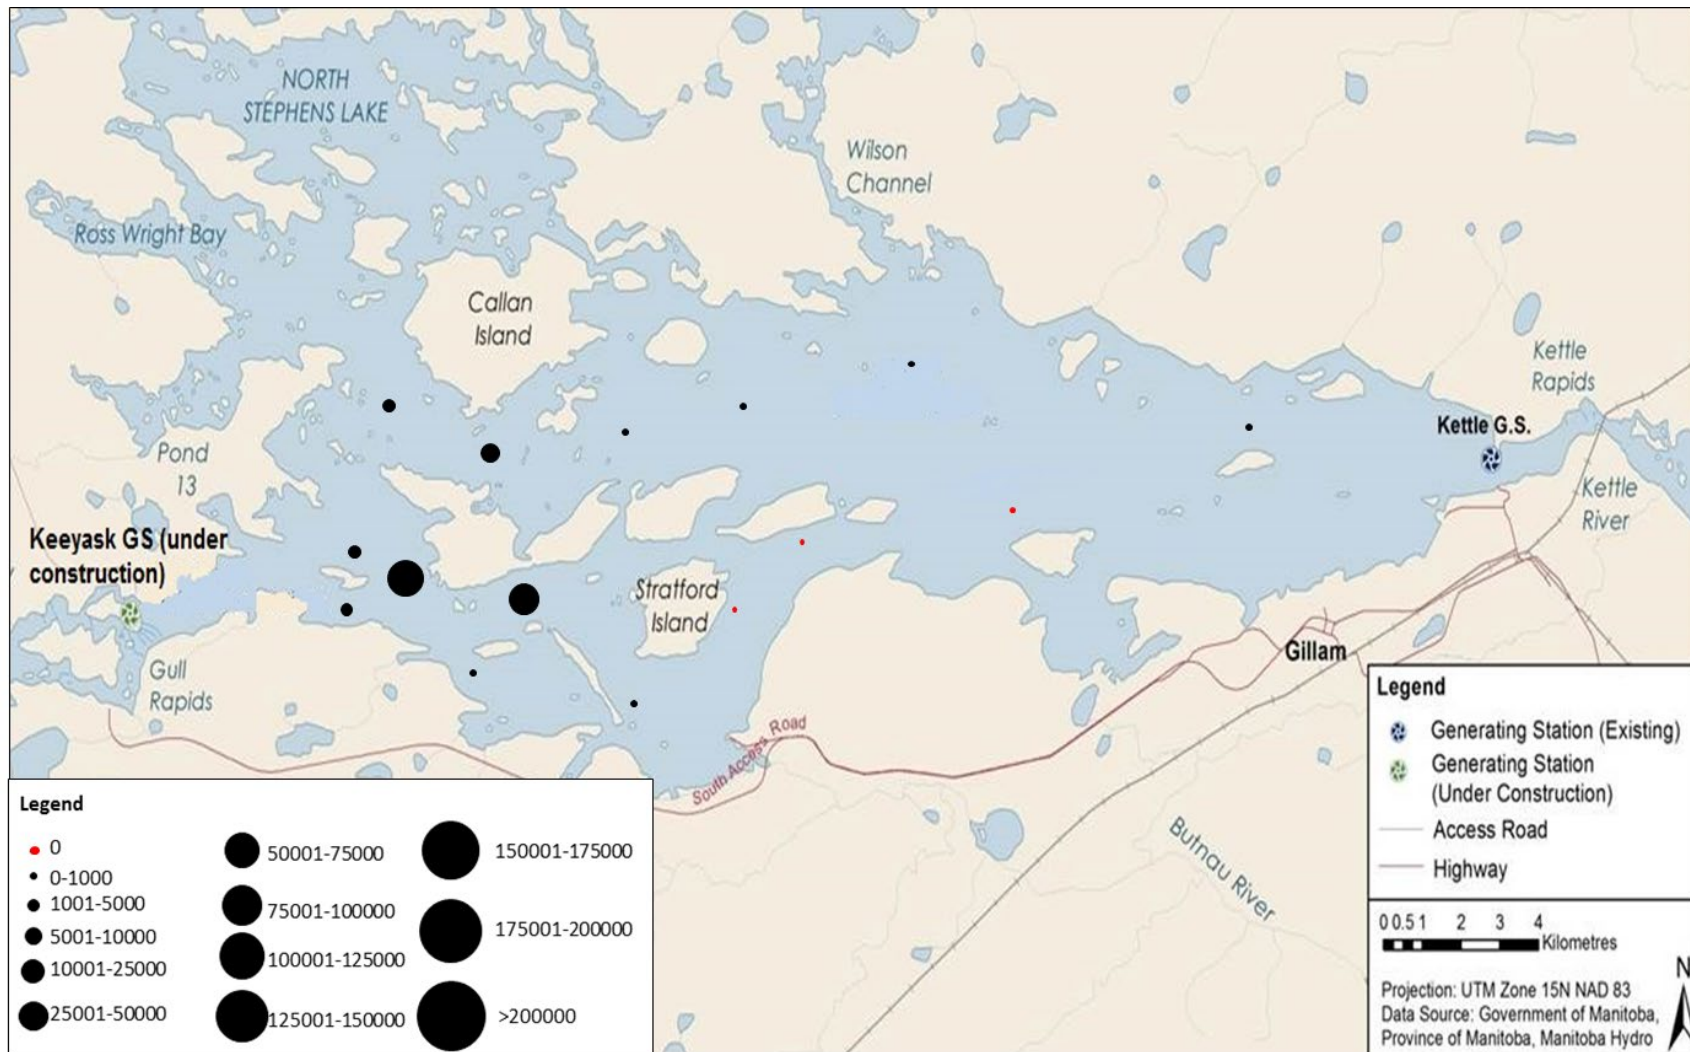 NORTH
STEPHENS LAKE
Wilson
Channel
Ross Wright Bay
Callan
Island
Kettle
Rapids
Kettle G.S.
Pond
13
Kettle
River
Keeyask GS (under
construction)
Stratford
Island
Gillam
Gull
Rapids
South Access Road
Butnau River
Legend
0
0-1000
1001-5000
5001-10000
10001-25000
25001-50000
50001-75000
75001-100000
100001-125000
125001-150000
150001-175000
175001-200000
>200000
Legend
Generating Station (Existing)
Generating Station
(Under Construction)
Access Road
Highway
0 0.5 1 2 3 4
Kilometres
N
Projection: UTM Zone 15N NAD 83
Data Source: Government of Manitoba,
Province of Manitoba, Manitoba Hydro